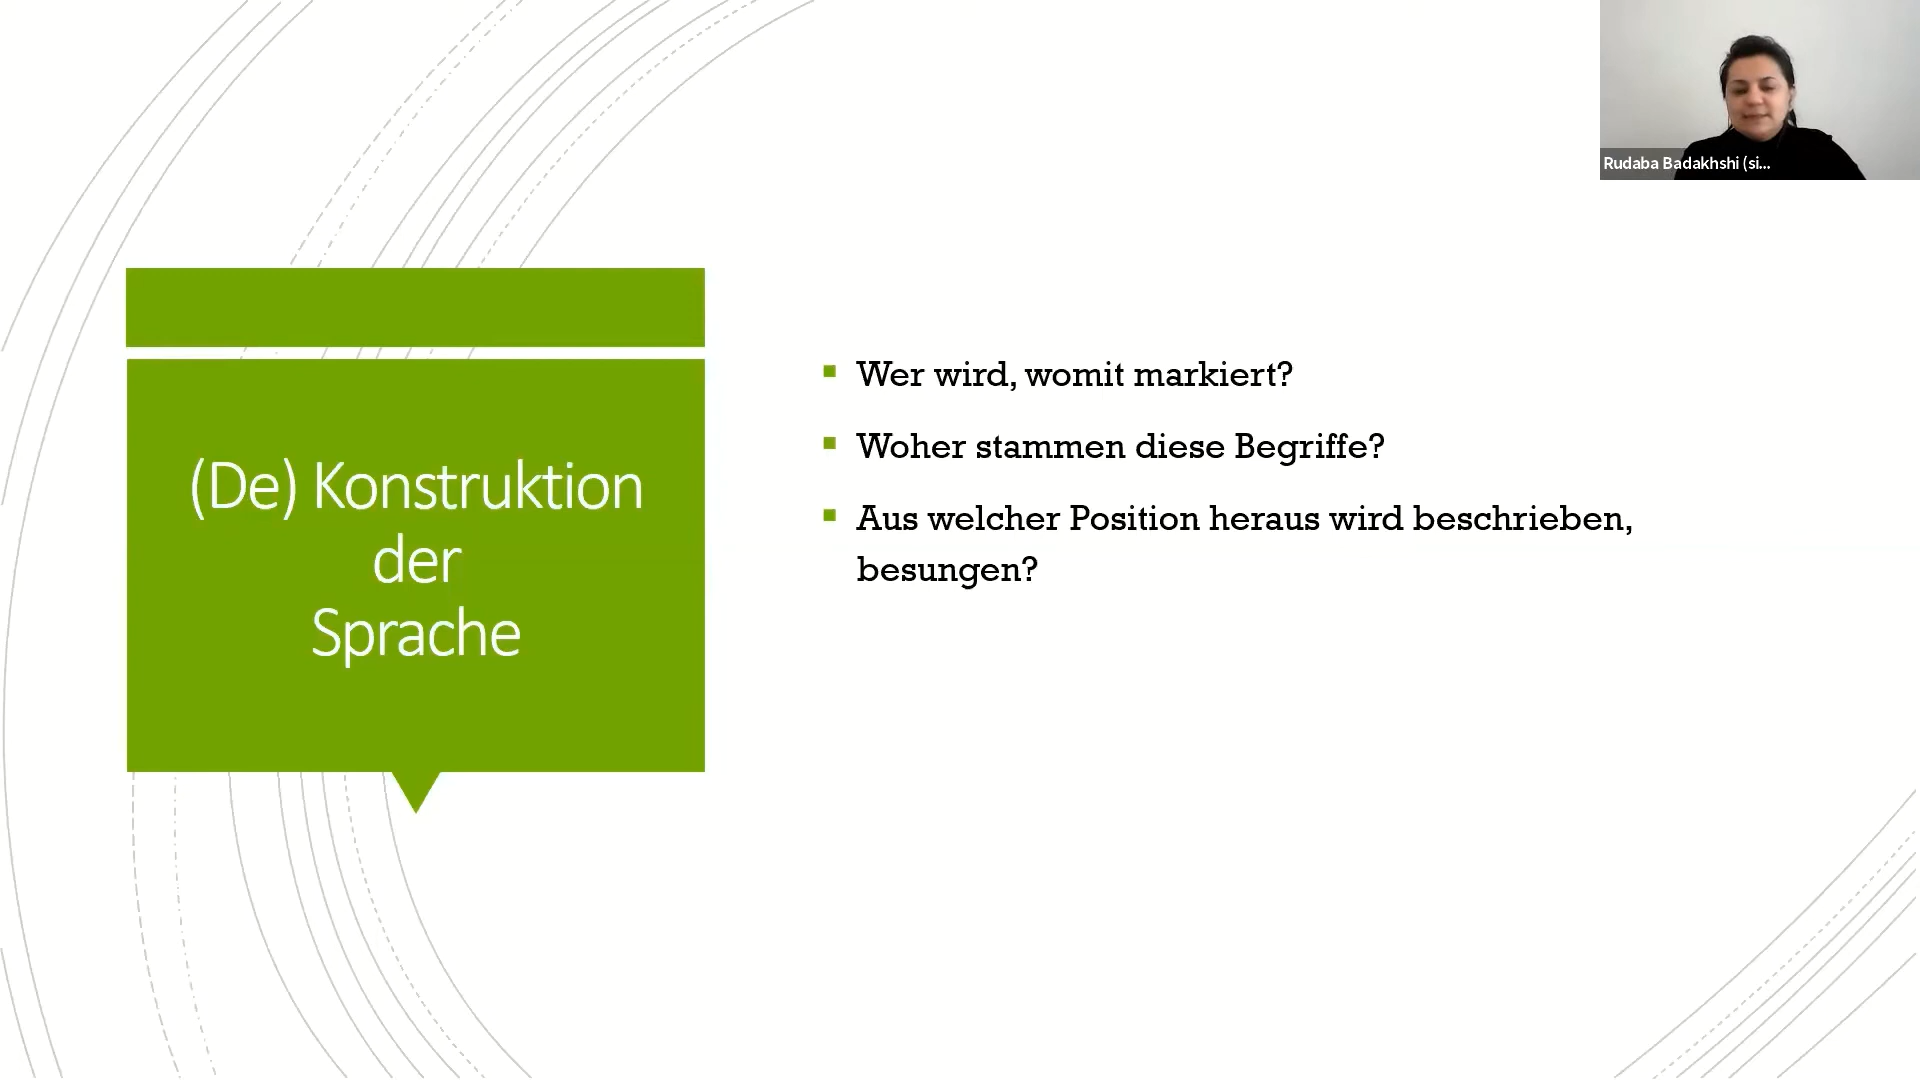 (De) Konstruktion
der
Sprache
Wer wird, womit markiert?
Woher stammen diese Begriffe?
Aus welcher Position heraus wird beschrieben,
besungen?
Rudaba Badakhshi (si...